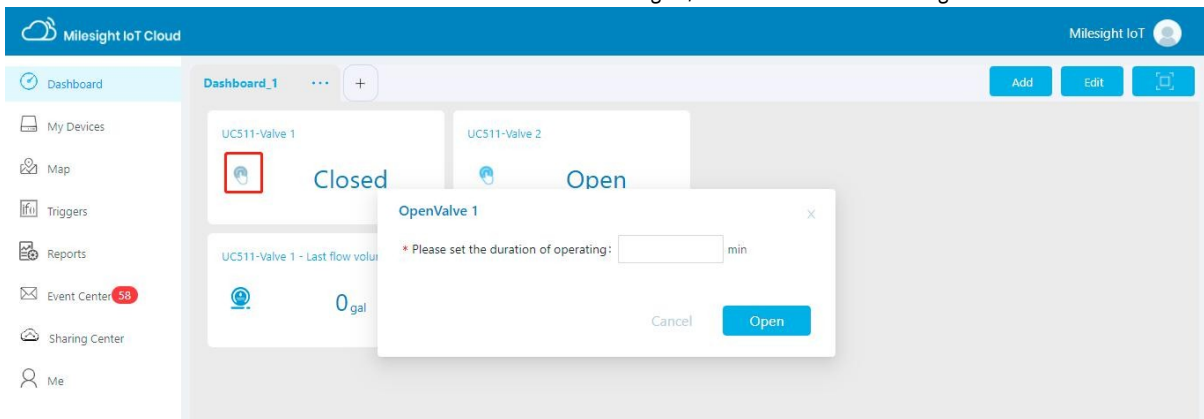 Milesight IoT Cloud
Milesight IoT
Dashboard
My Devices
Map
Triggers
Reports
Event Center 58
Sharing Center
Me
Dashboard_1 ... +
Add Edit
UC511-Valve 1
Closed
UC511-Valve 2
Open
UC511-Valve 1 - Last flow volu
0 gal
OpenValve 1 x
* Please set the duration of operating: min
Cancel Open